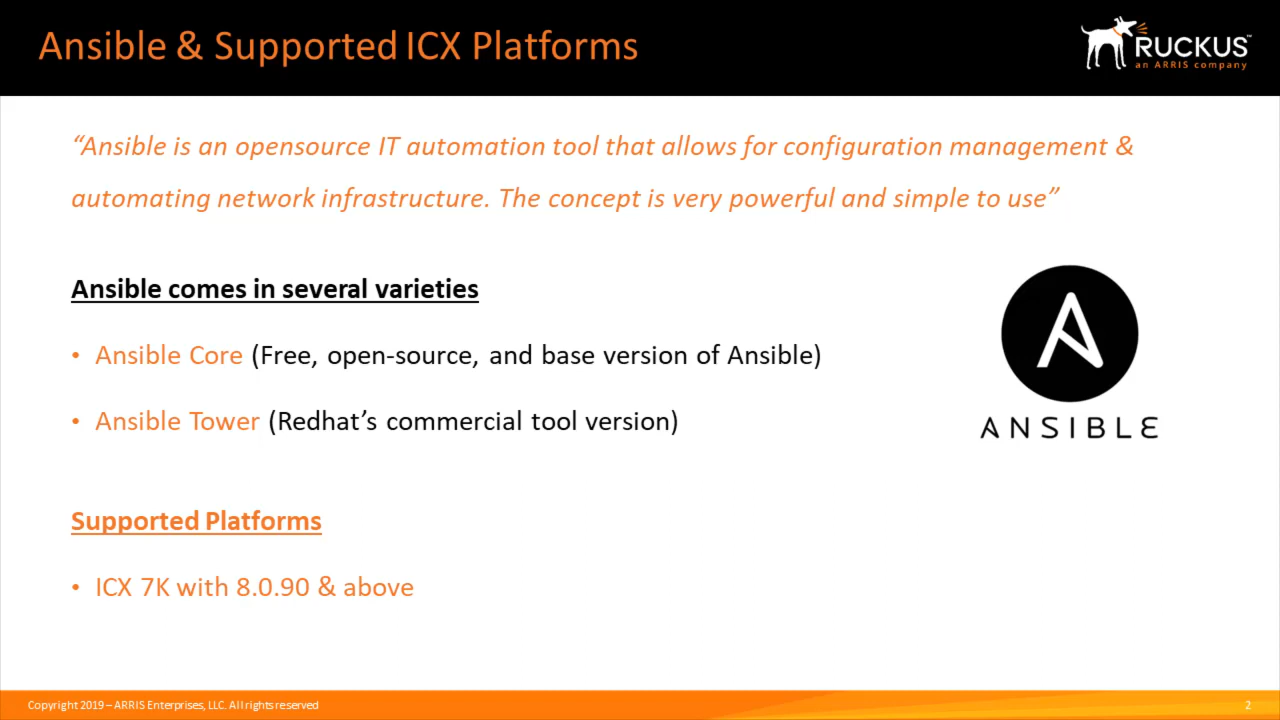 Ansible & Supported ICX Platforms
RUCKUS™
an ARRIS company
“Ansible is an opensource IT automation tool that allows for configuration management &
automating network infrastructure. The concept is very powerful and simple to use”
Ansible comes in several varieties
• Ansible Core (Free, open-source, and base version of Ansible)
• Ansible Tower (Redhat’s commercial tool version)
ANSIBLE
Supported Platforms
• ICX 7K with 8.0.90 & above
Copyright 2019 – ARRIS Enterprises, LLC. All rights reserved
2